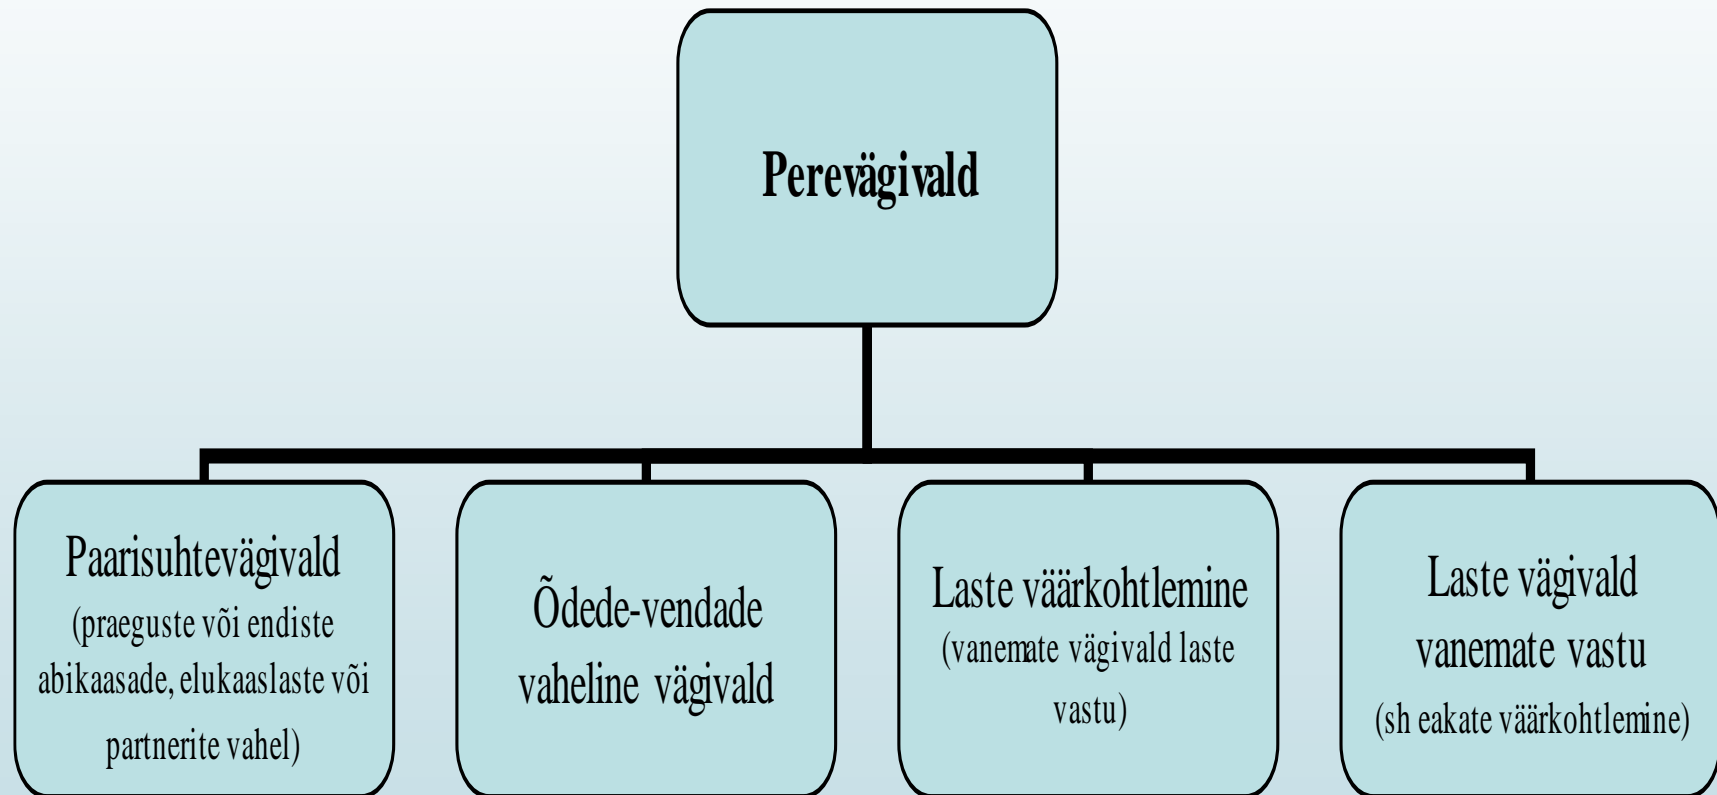 Perevägivald
Paarisuhtevägivald
(praeguste või endiste
abikaasade, elukaaslaste või
partnerite vahel)
Õdede-vendade
vaheline vägivald
Laste väärkohtlemine
(vanemate vägivald laste
vastu)
Laste vägivald
vanemate vastu
(sh eakate väärkohtlemine)